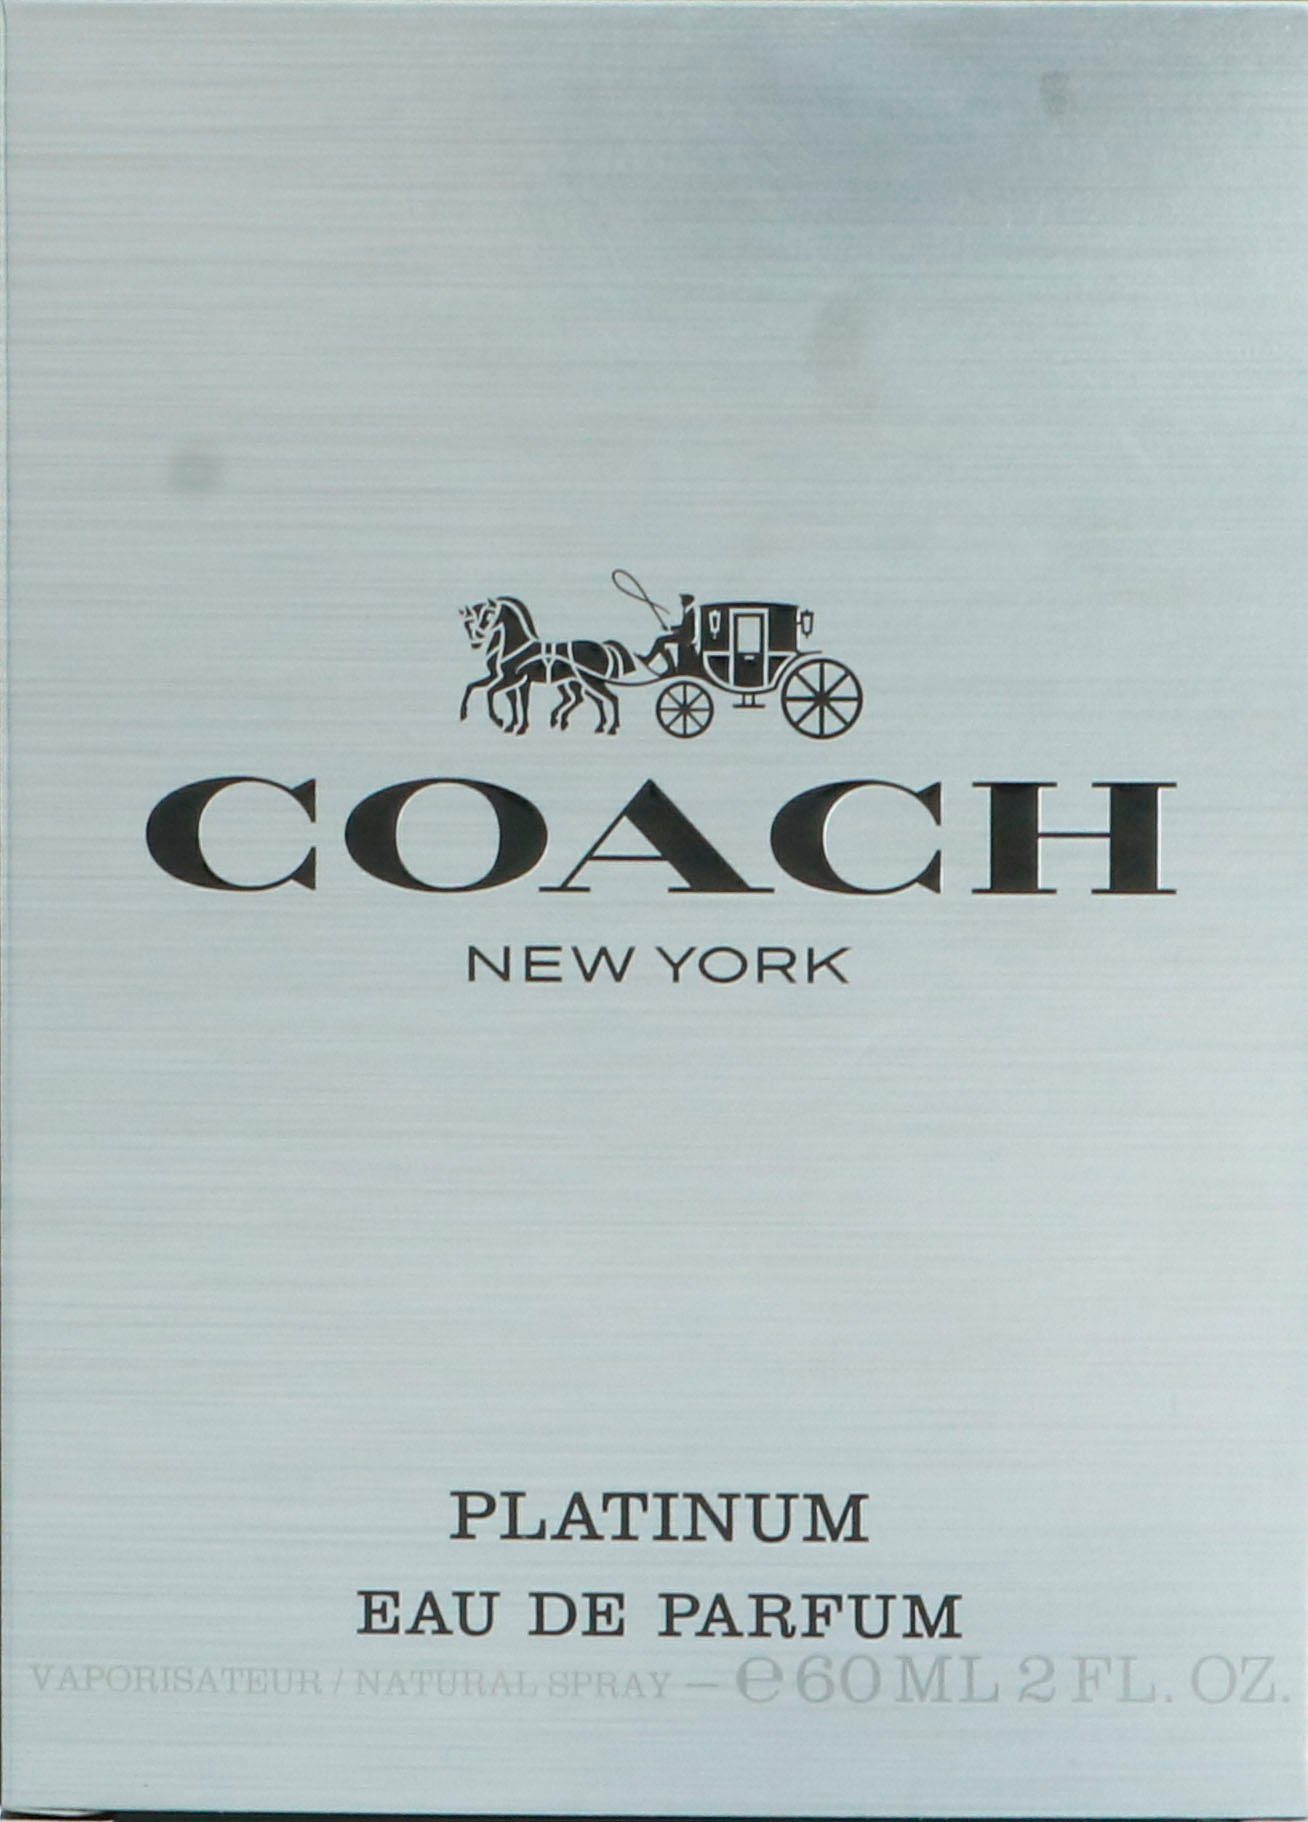 COACH
NEW YORK
PLATINUM
EAU DE PARFUM
VAPORISATEUR / NATURAL SPRAY – ℮60 ML 2 FL. OZ.